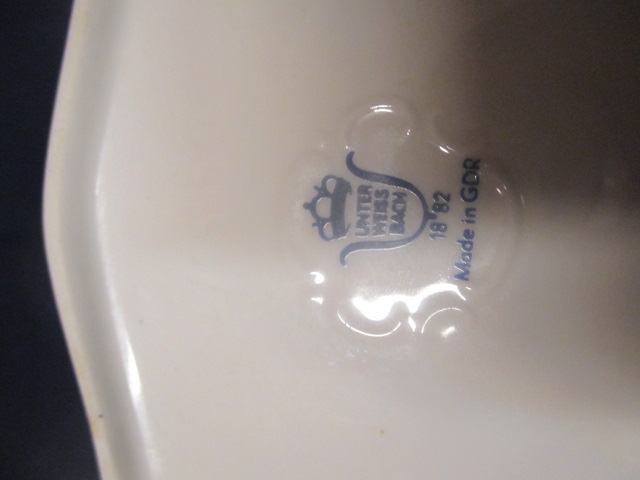 UNTER
WEISS
BACH
18 82
Made in GDR